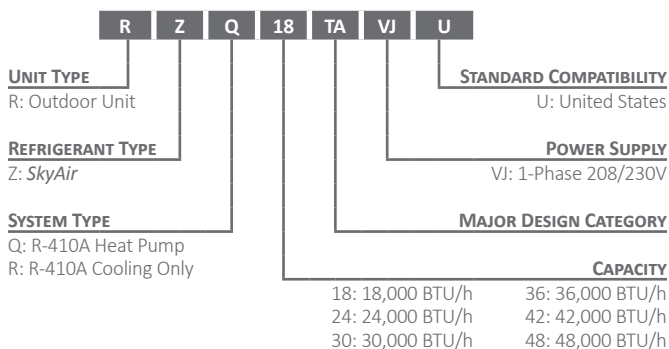 R Z Q 18 TA VJ U
UNIT TYPE
R: Outdoor Unit
REFRIGERANT TYPE
Z: SkyAir
SYSTEM TYPE
Q: R-410A Heat Pump
R: R-410A Cooling Only
STANDARD COMPATIBILITY
U: United States
POWER SUPPLY
VJ: 1-Phase 208/230V
MAJOR DESIGN CATEGORY
CAPACITY
18: 18,000 BTU/h 36: 36,000 BTU/h
24: 24,000 BTU/h 42: 42,000 BTU/h
30: 30,000 BTU/h 48: 48,000 BTU/h